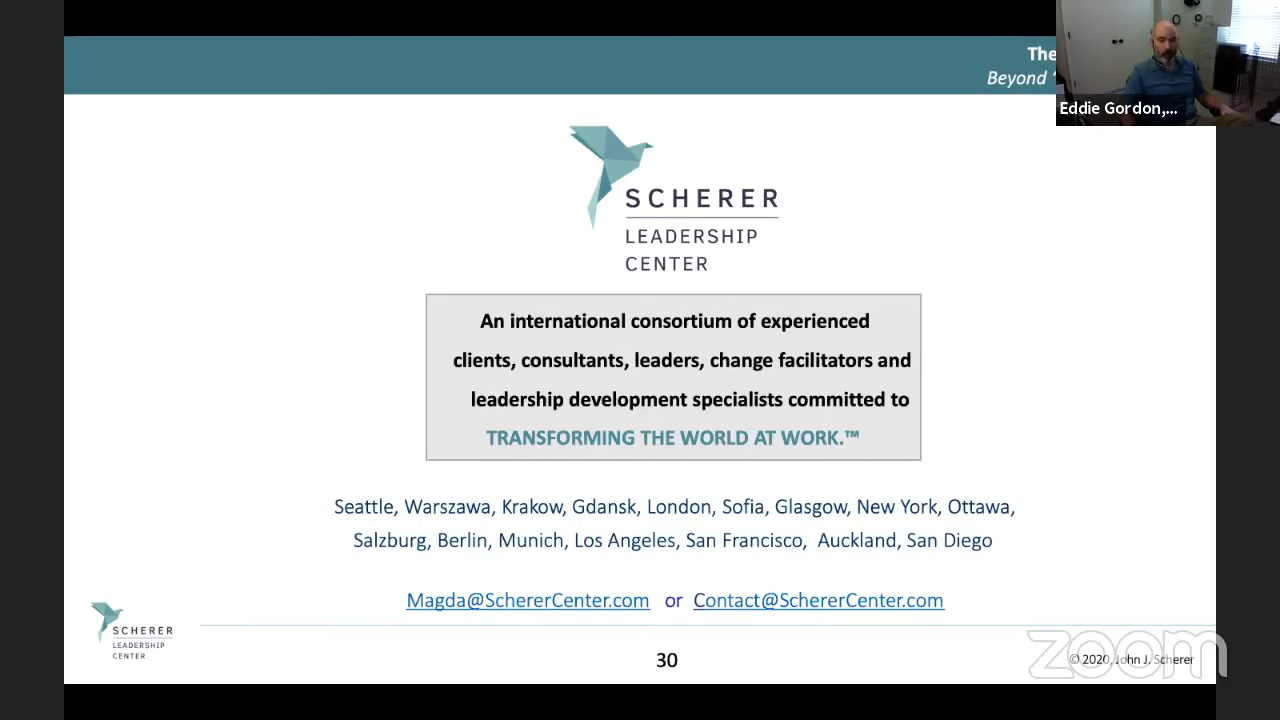 The
Beyond
Eddie Gordon,...
SCHERER
LEADERSHIP
CENTER
An international consortium of experienced
clients, consultants, leaders, change facilitators and
leadership development specialists committed to
TRANSFORMING THE WORLD AT WORK.™
Seattle, Warszawa, Krakow, Gdansk, London, Sofia, Glasgow, New York, Ottawa,
Salzburg, Berlin, Munich, Los Angeles, San Francisco, Auckland, San Diego
Magda@SchererCenter.com or Contact@SchererCenter.com
SCHERER
LEADERSHIP
CENTER
30
© 2020, John J. Scherer
zoom